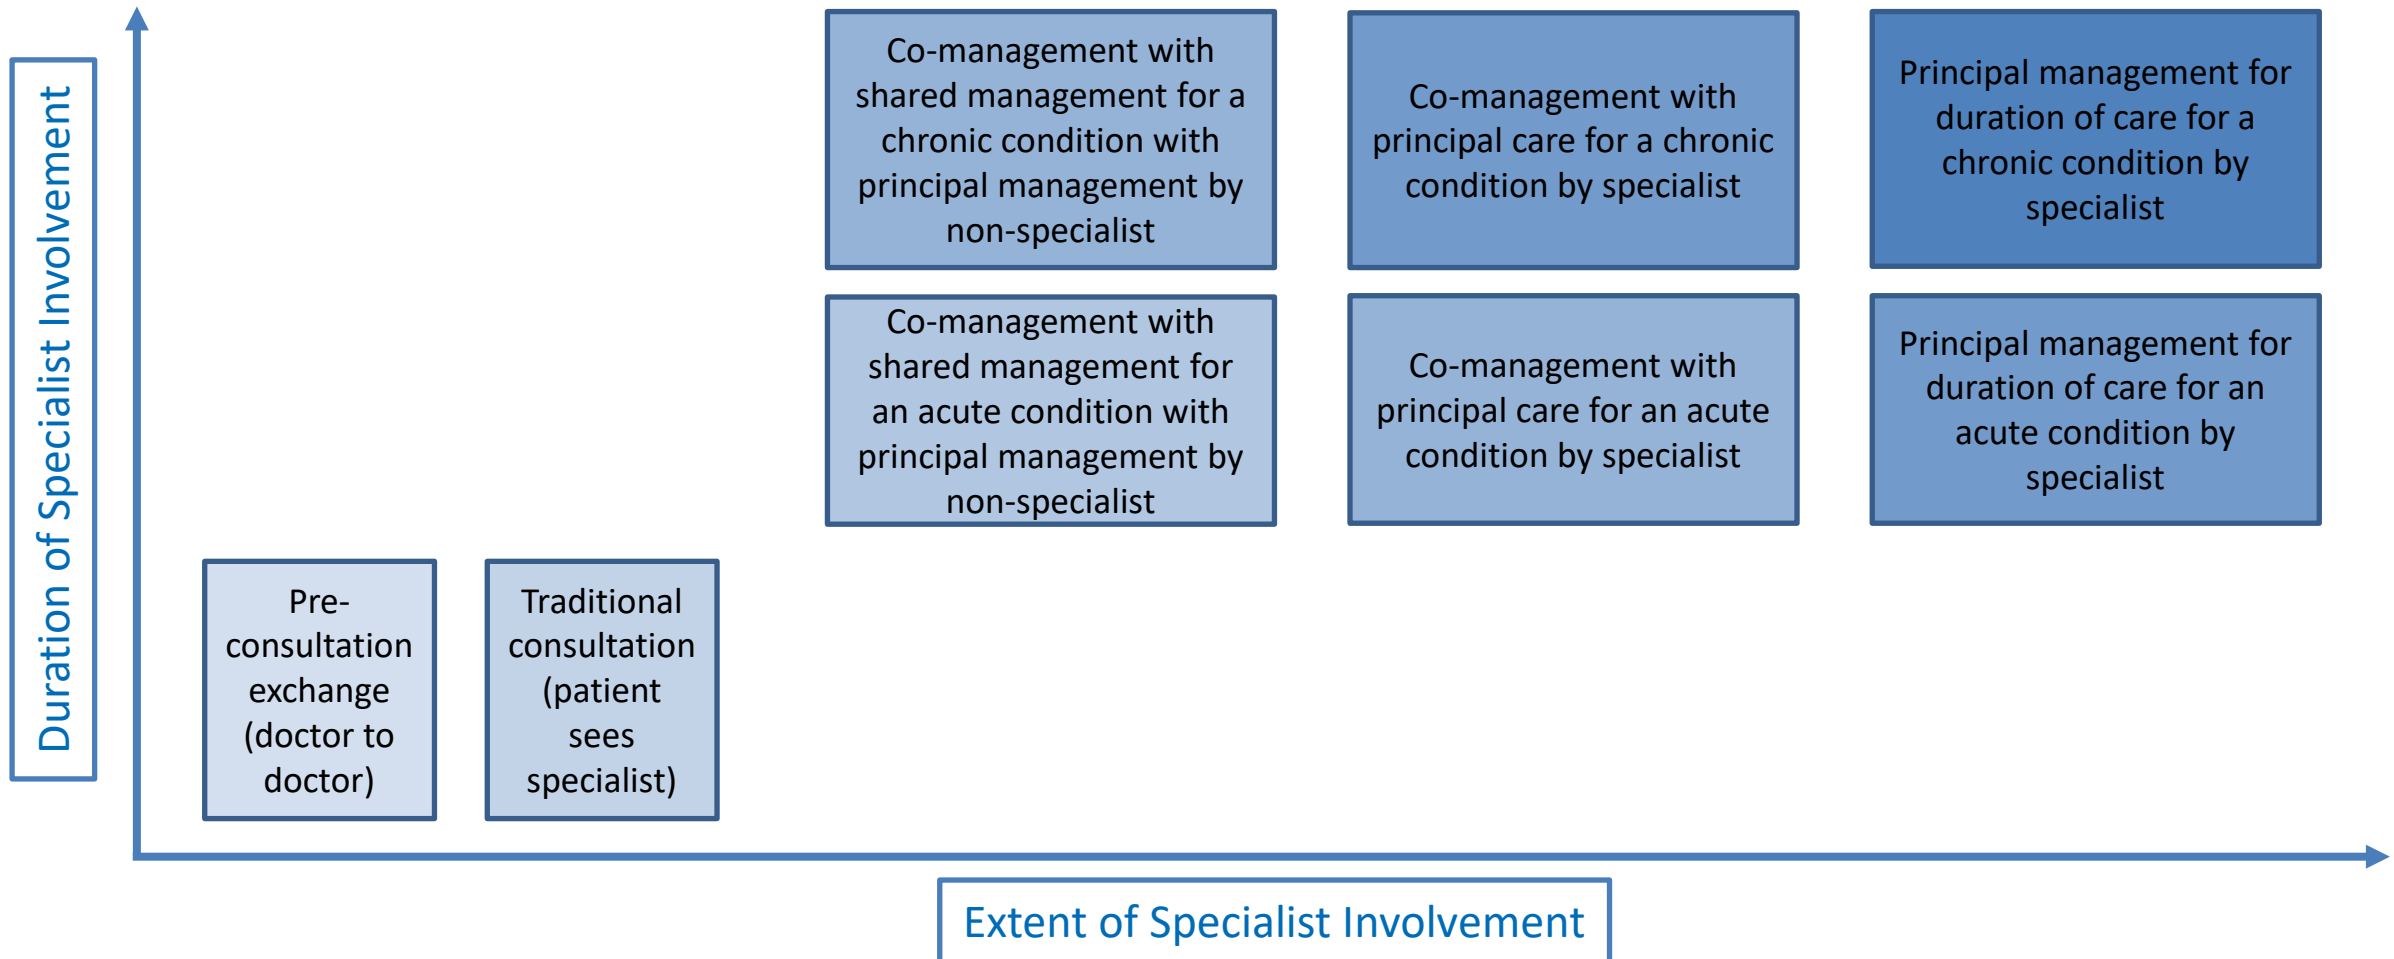 Duration of Specialist Involvement
Co-management with
shared management for a
chronic condition with
principal management by
non-specialist
Co-management with
principal care for a chronic
condition by specialist
Principal management for
duration of care for a
chronic condition by
specialist
Co-management with
shared management for
an acute condition with
principal management by
non-specialist
Co-management with
principal care for an acute
condition by specialist
Principal management for
duration of care for an
acute condition by
specialist
Pre-
consultation
exchange
(doctor to
doctor)
Traditional
consultation
(patient
sees
specialist)
Extent of Specialist Involvement